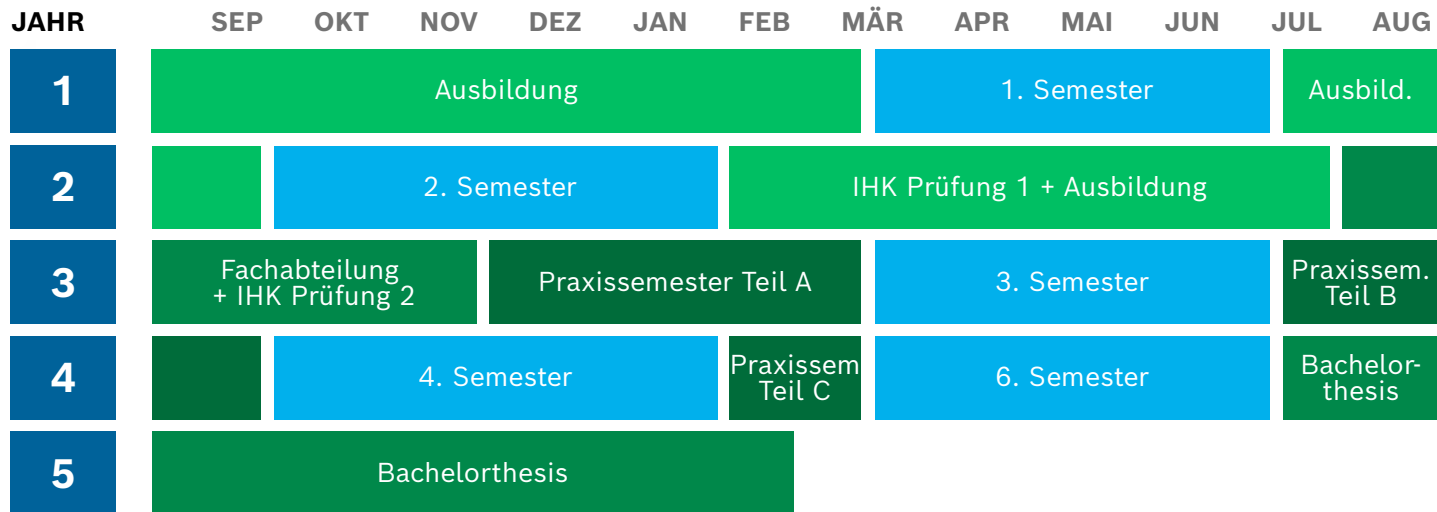 JAHR SEP OKT NOV DEZ JAN FEB MÄR APR MAI JUN JUL AUG
1 Ausbildung 1. Semester Ausbild.
2 2. Semester IHK Prüfung 1 + Ausbildung
3 Fachabteilung
+ IHK Prüfung 2 Praxissemester Teil A 3. Semester Praxissem.
Teil B
4 4. Semester Praxissem
Teil C 6. Semester Bachelor-
thesis
5 Bachelorthesis